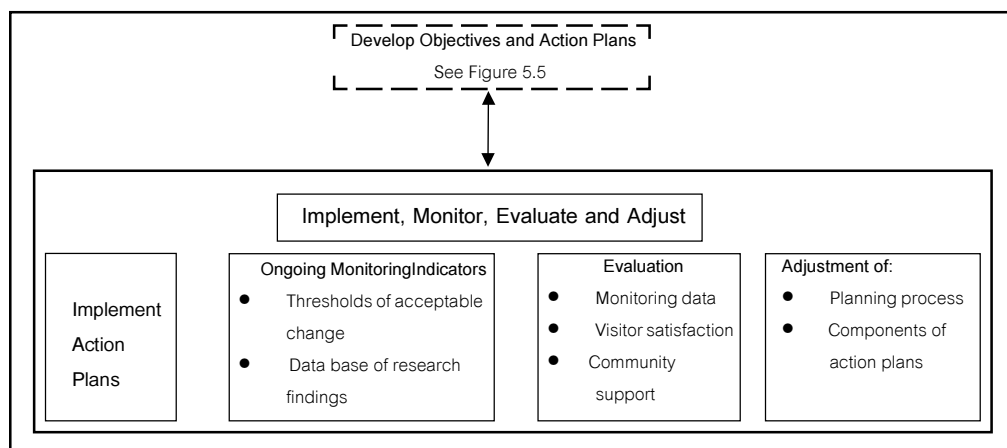 Develop Objectives and Action Plans
See Figure 5.5
Implement, Monitor, Evaluate and Adjust
Implement
Action
Plans
Ongoing MonitoringIndicators
● Thresholds of acceptable
change
● Data base of research
findings
Evaluation
● Monitoring data
● Visitor satisfaction
● Community
support
Adjustment of:
● Planning process
● Components of
action plans